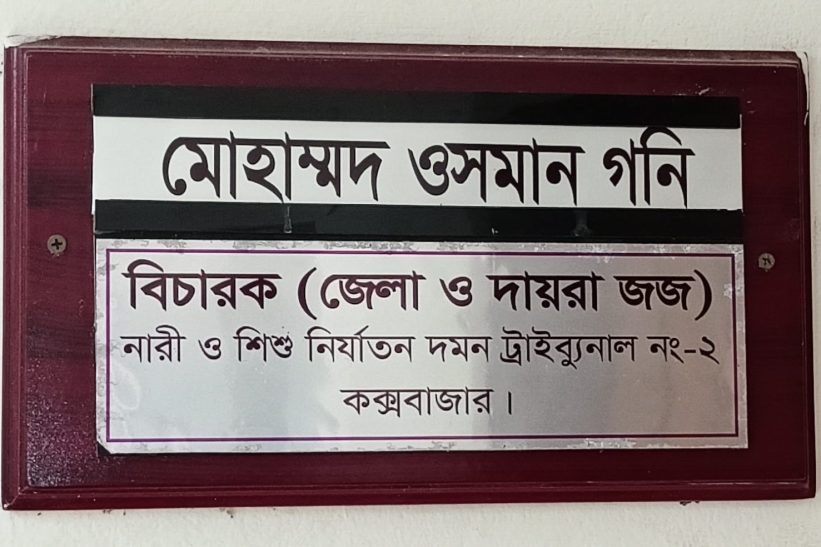 মোহাম্মদ ওসমান গনি
বিচারক (জেলা ও দায়রা জজ)
নারী ও শিশু নির্যাতন দমন ট্রাইব্যুনাল নং-২
কক্সবাজার।